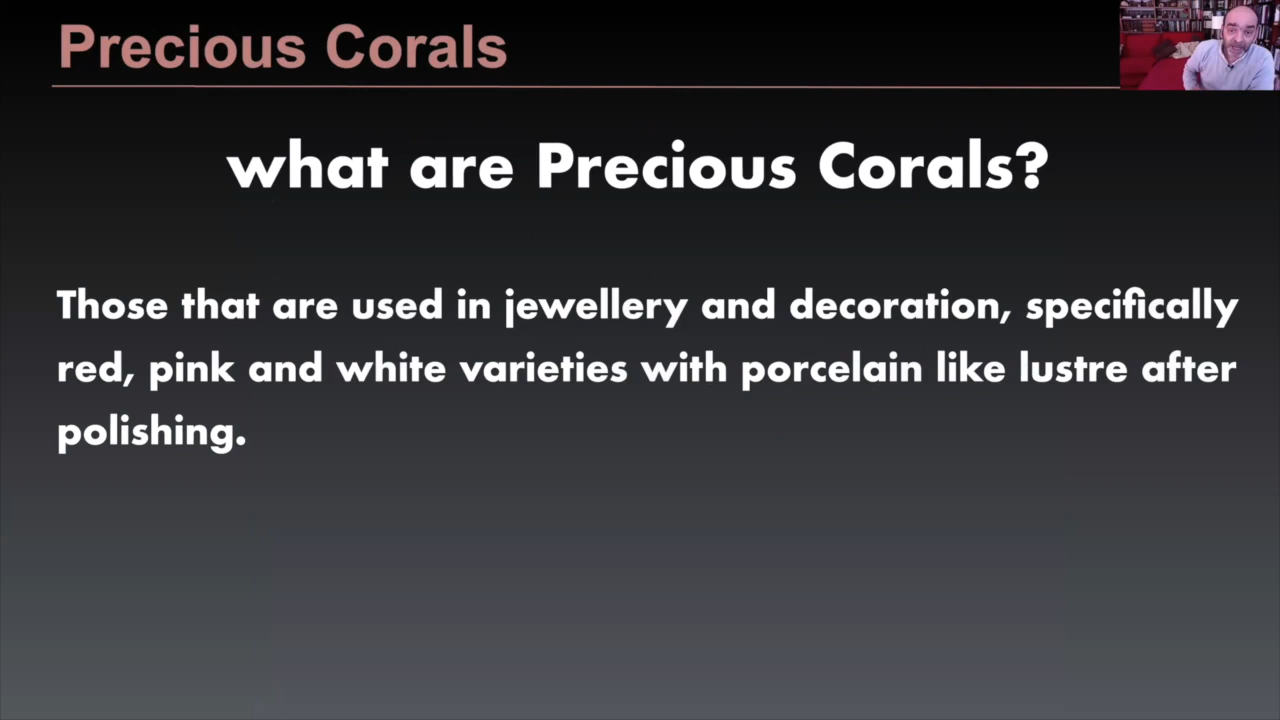 Precious Corals
what are Precious Corals?
Those that are used in jewellery and decoration, specifically
red, pink and white varieties with porcelain like lustre after
polishing.